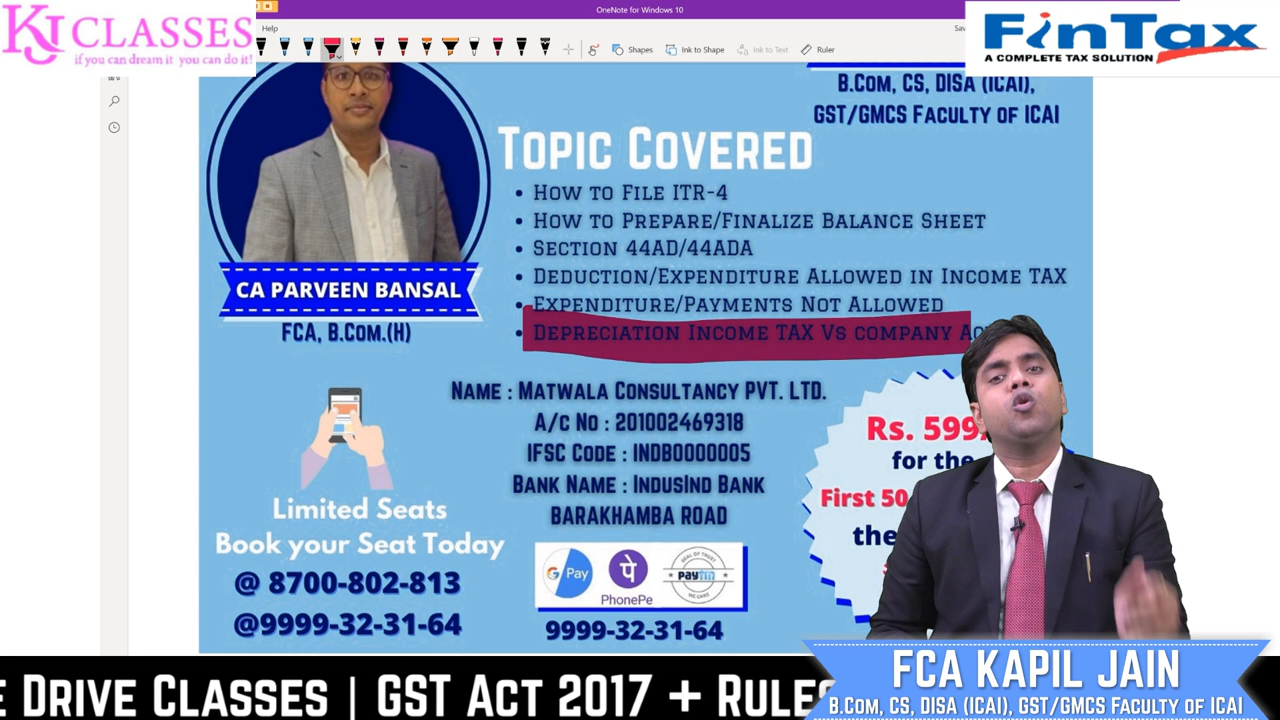 OneNote for Windows 10
Help
Shapes
Ink to Shape
Ink to Text
Ruler
KJ CLASSES
if you can dream it you can do it!
FinTax
A COMPLETE TAX SOLUTION
B.Com, CS, DISA (ICAI),
GST/GMCS Faculty of ICAI
Topic Covered
• How to File ITR-4
• How to Prepare/Finalize Balance Sheet
• Section 44AD/44ADA
• Deduction/Expenditure Allowed in Income TAX
• Expenditure/Payments Not Allowed
• Depreciation Income TAX Vs company
CA PARVEEN BANSAL
FCA, B.Com.(H)
Name : Matwala Consultancy PVT. LTD.
A/c No : 201002469318
IFSC Code : INDB0000005
Bank Name : IndusInd Bank
BARAKHAMBA ROAD
Rs. 599
for the
First 50
the
Limited Seats
Book your Seat Today
@ 8700-802-813
@9999-32-31-64
G Pay
पे
PhonePe
SEAL OF TRUST
paytm
WE CARE
9999-32-31-64
E Drive Classes | GST Act 2017 + Rules
FCA KAPIL JAIN
B.Com, CS, DISA (ICAI), GST/GMCS Faculty of ICAI